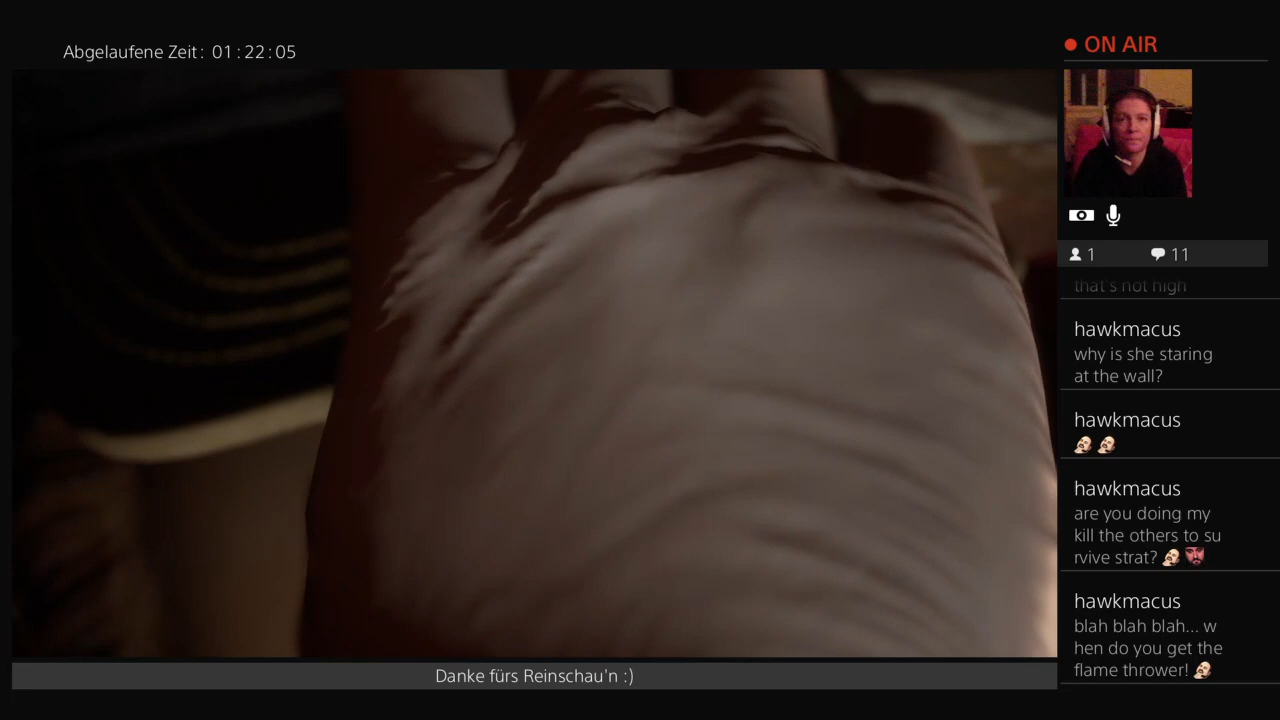 Abgelaufene Zeit: 01:22:05
ON AIR
1
11
that's not high
hawkmacus
why is she staring
at the wall?
hawkmacus
hawkmacus
are you doing my
kill the others to su
rvive strat?
hawkmacus
blah blah blah... w
hen do you get the
flame thrower!
Danke fürs Reinschau'n :)